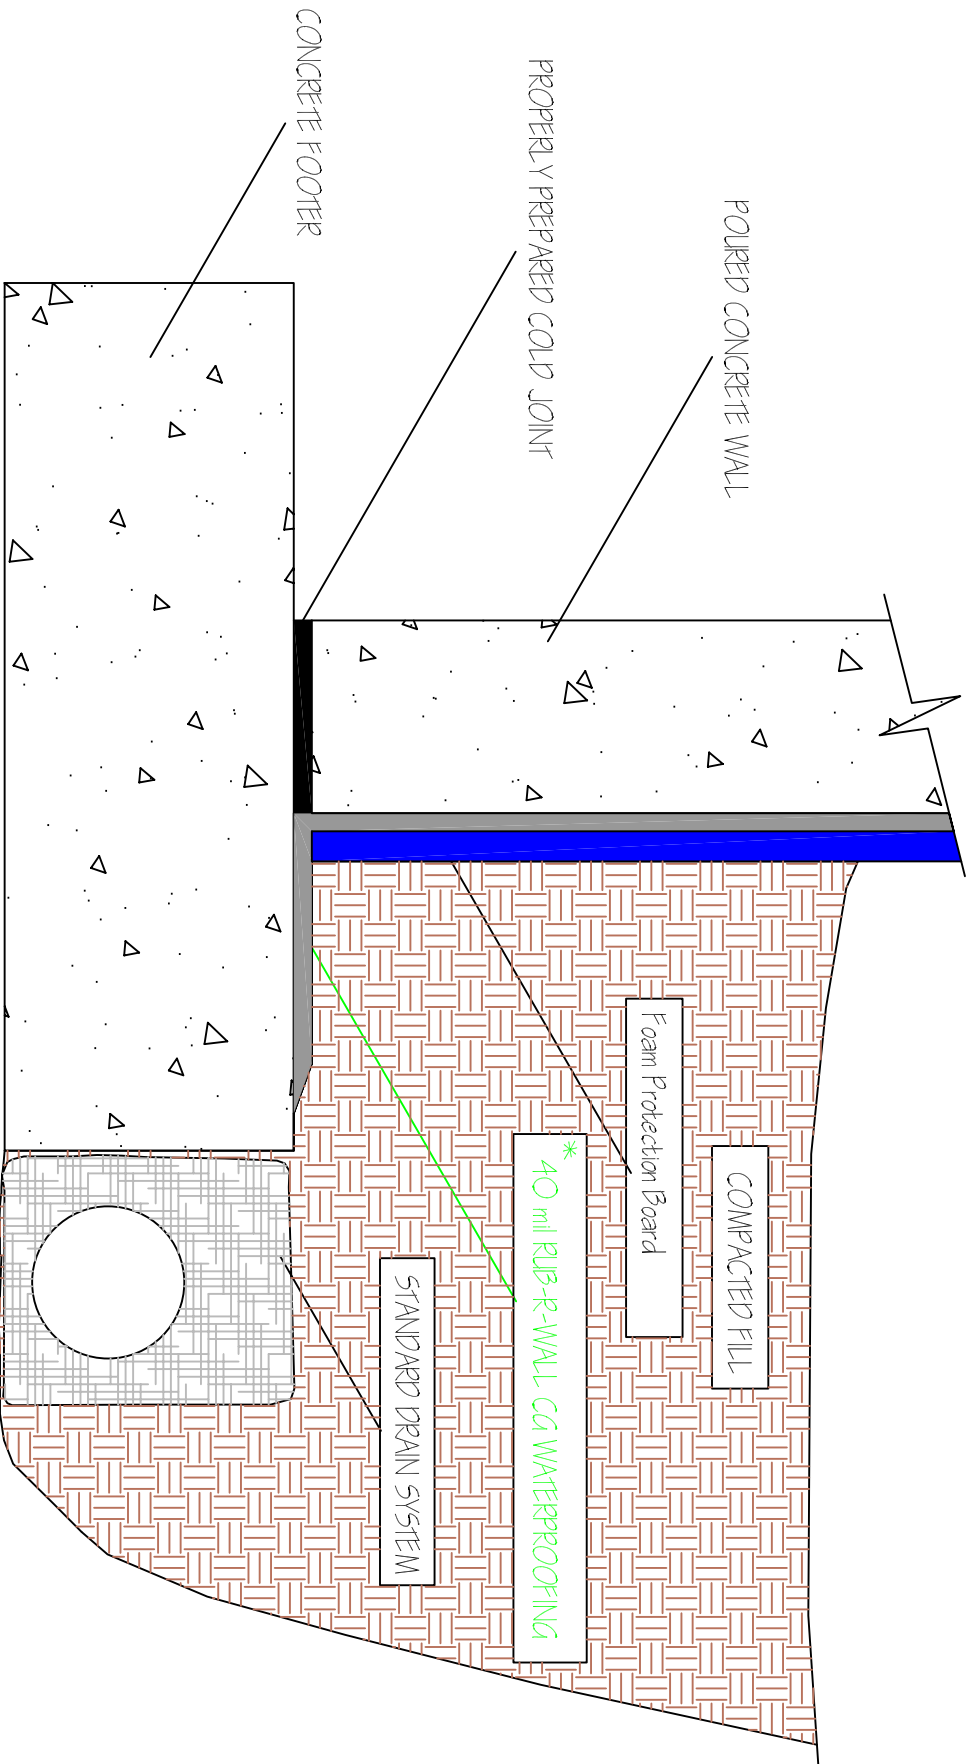 POURED CONCRETE WALL
PROPERLY PREPARED COLD JOINT
CONCRETE FOOTER
COMPACTED FILL
Foam Protection Board
* 40 mil RUB-R-WALL CG WATERPROOFING
STANDARD DRAIN SYSTEM